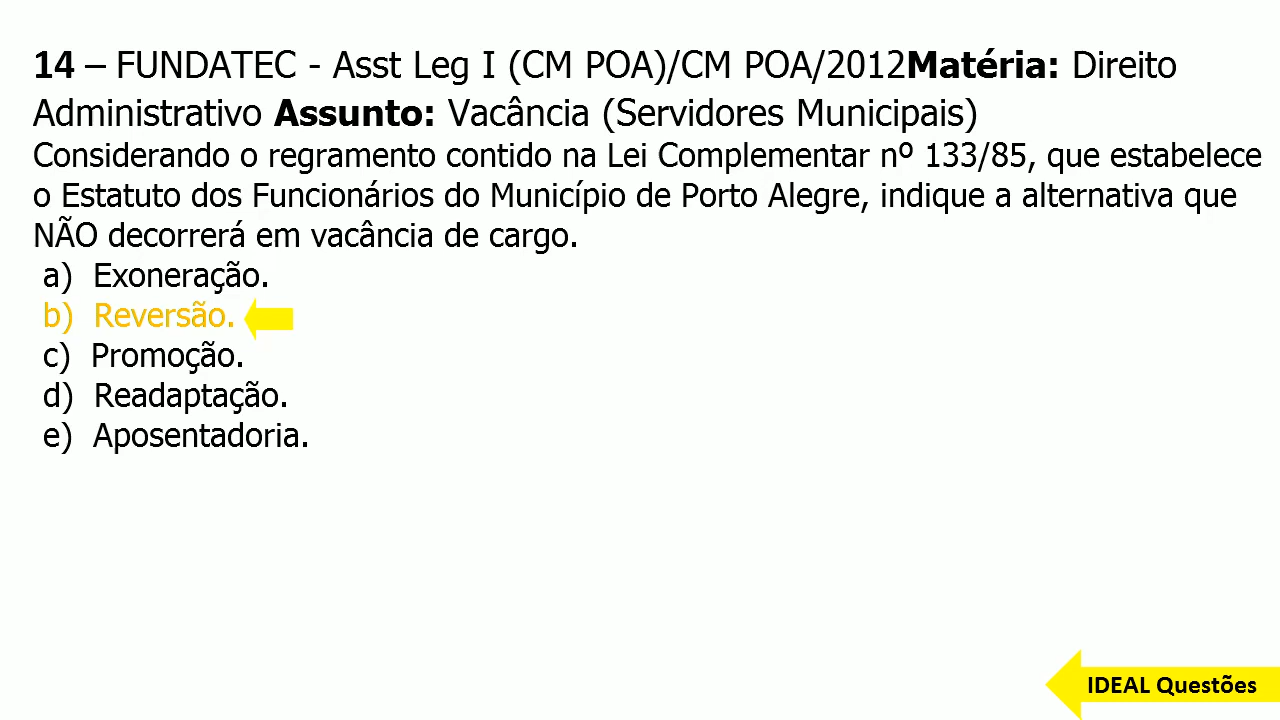 14 – FUNDATEC - Asst Leg I (CM POA)/CM POA/2012Matéria: Direito
Administrativo Assunto: Vacância (Servidores Municipais)
Considerando o regramento contido na Lei Complementar nº 133/85, que estabelece
o Estatuto dos Funcionários do Município de Porto Alegre, indique a alternativa que
NÃO decorrerá em vacância de cargo.
a) Exoneração.
b) Reversão.
c) Promoção.
d) Readaptação.
e) Aposentadoria.
IDEAL Questões